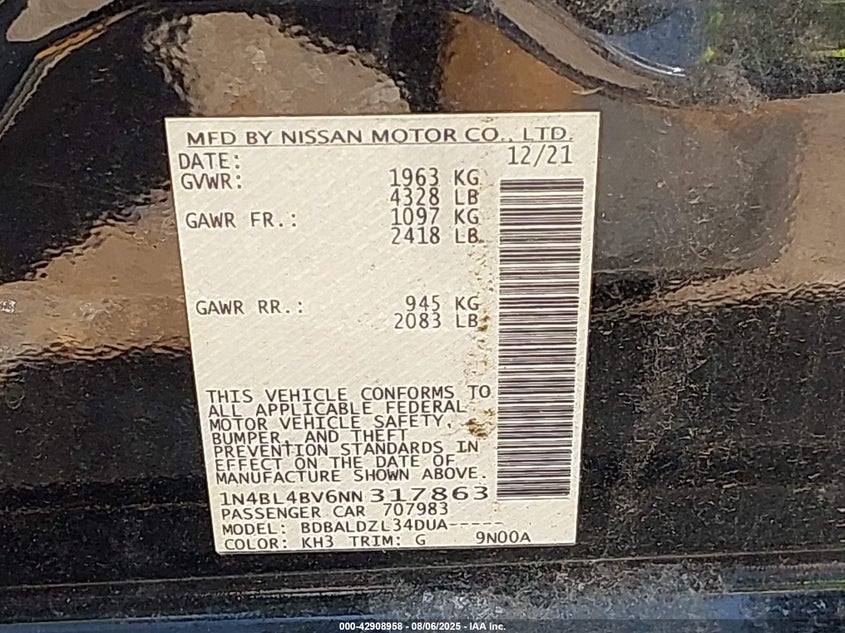 MFD BY NISSAN MOTOR CO., LTD.
DATE: 12/21
GVWR: 1963 KG
4328 LB
GAWR FR.: 1097 KG
2418 LB
GAWR RR.: 945 KG
2083 LB
THIS VEHICLE CONFORMS TO
ALL APPLICABLE FEDERAL
MOTOR VEHICLE SAFETY,
BUMPER, AND THEFT
PREVENTION STANDARDS IN
EFFECT ON THE DATE OF
MANUFACTURE SHOWN ABOVE.
1N4BL4BV6NN317863
PASSENGER CAR 707983
MODEL: BDBALDZL34DUA-----
COLOR: KH3 TRIM: G 9N00A
000-42908958 - 08/06/2025 - IAA Inc.